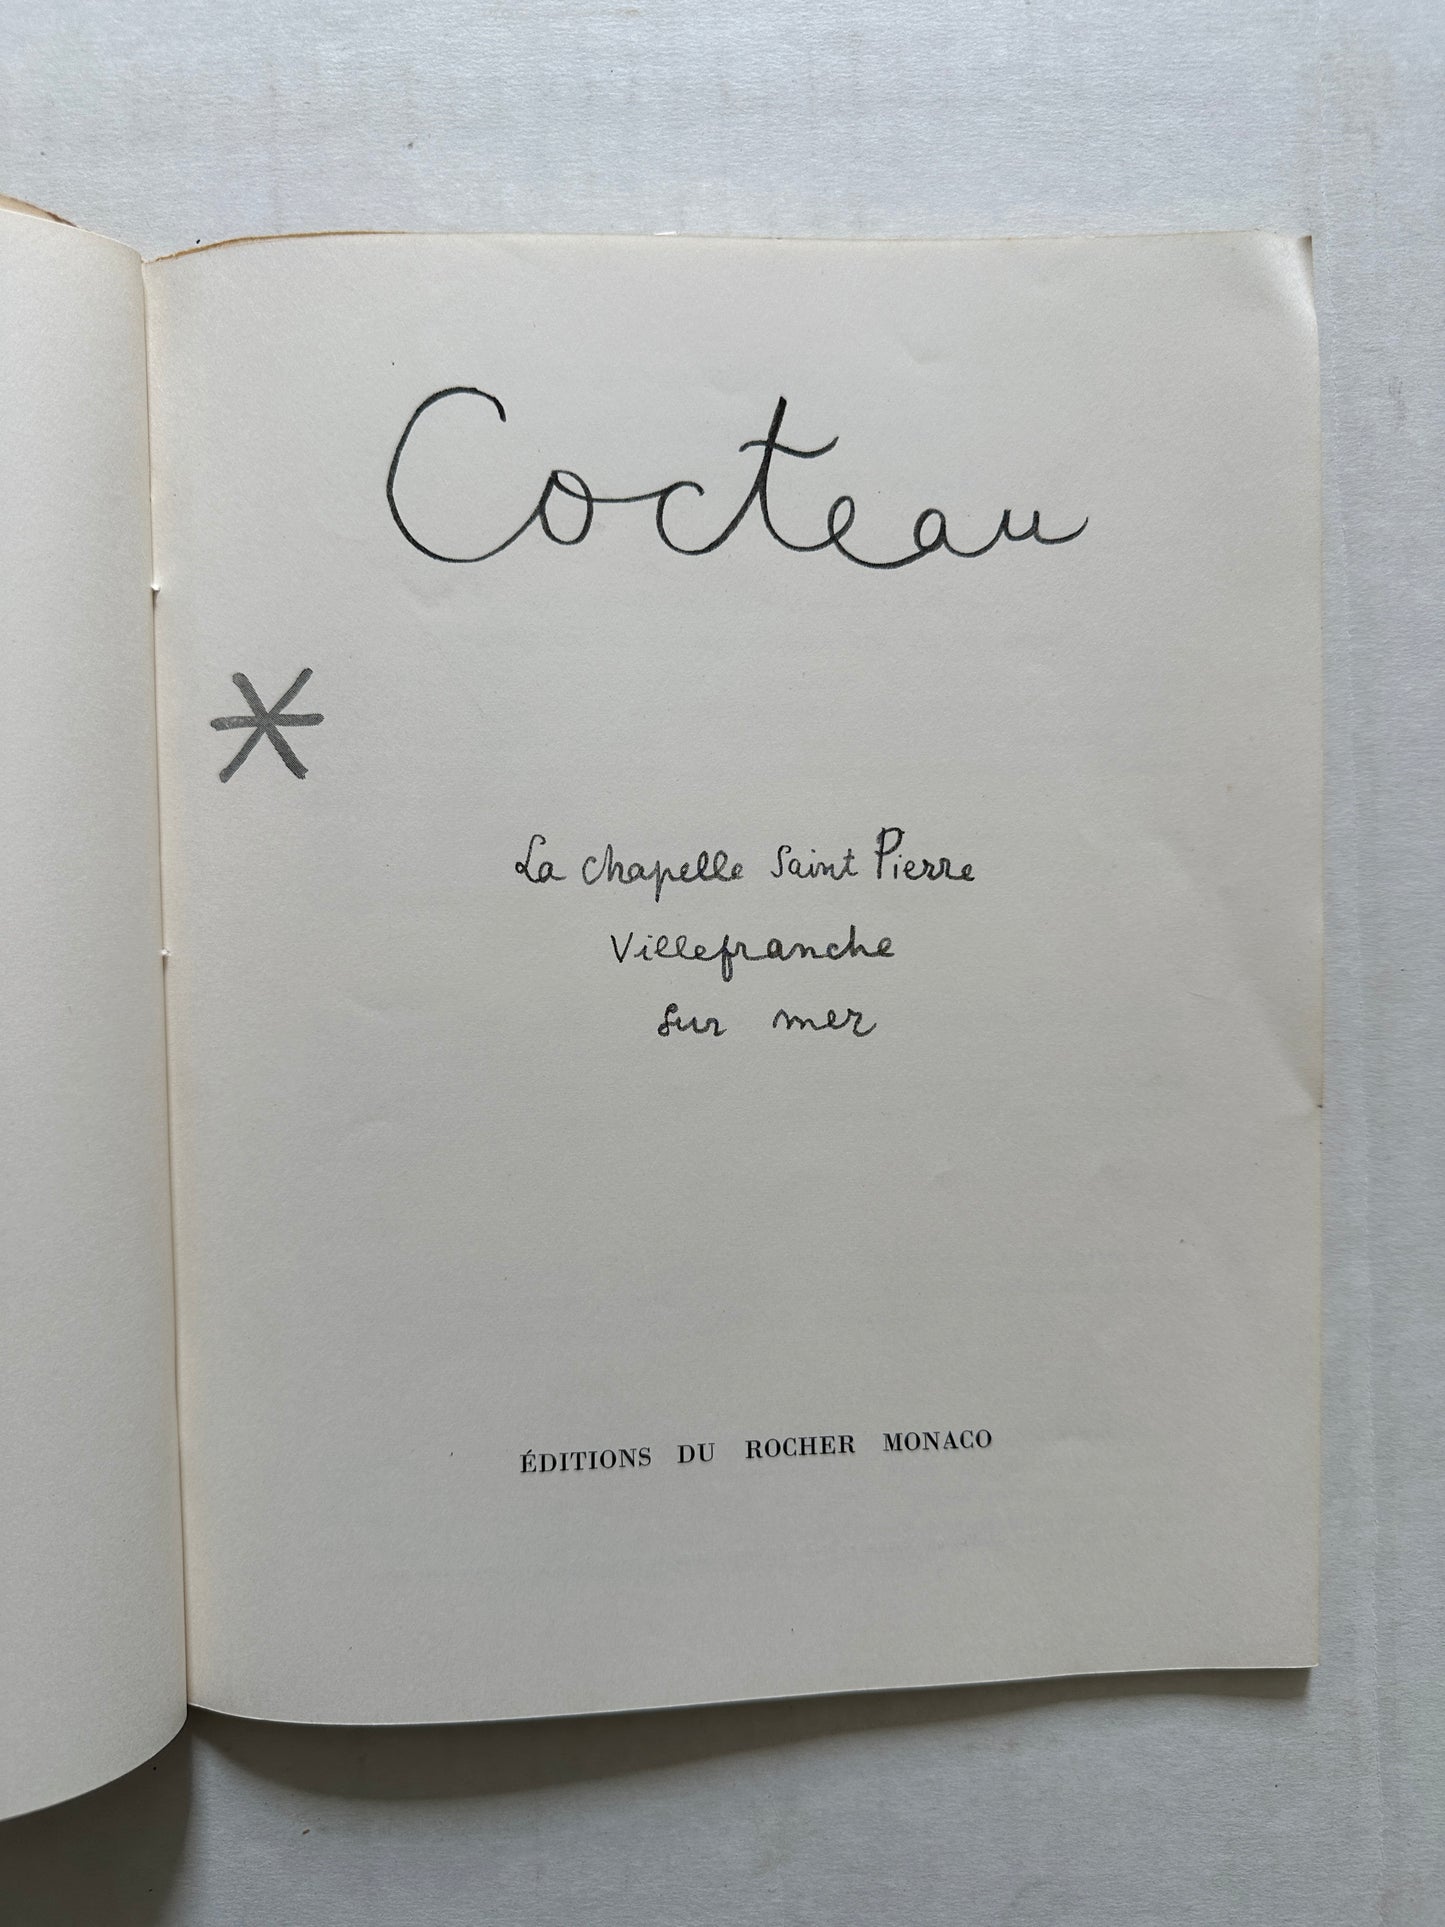 Cocteau
La chapelle Saint Pierre
Villefranche
sur mer
ÉDITIONS DU ROCHER MONACO